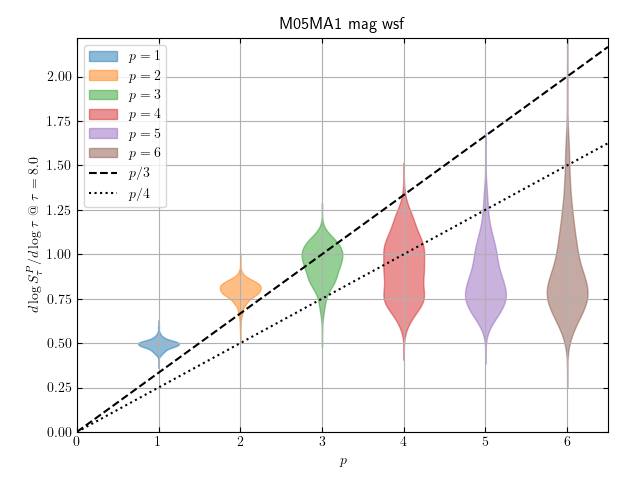 M05MA1 mag wsf
p = 1
p = 2
p = 3
p = 4
p = 5
p = 6
p/3
p/4
d log S_τ^P / d log τ @ τ = 8.0
2.00
1.75
1.50
1.25
1.00
0.75
0.50
0.25
0.00
0 1 2 3 4 5 6
p